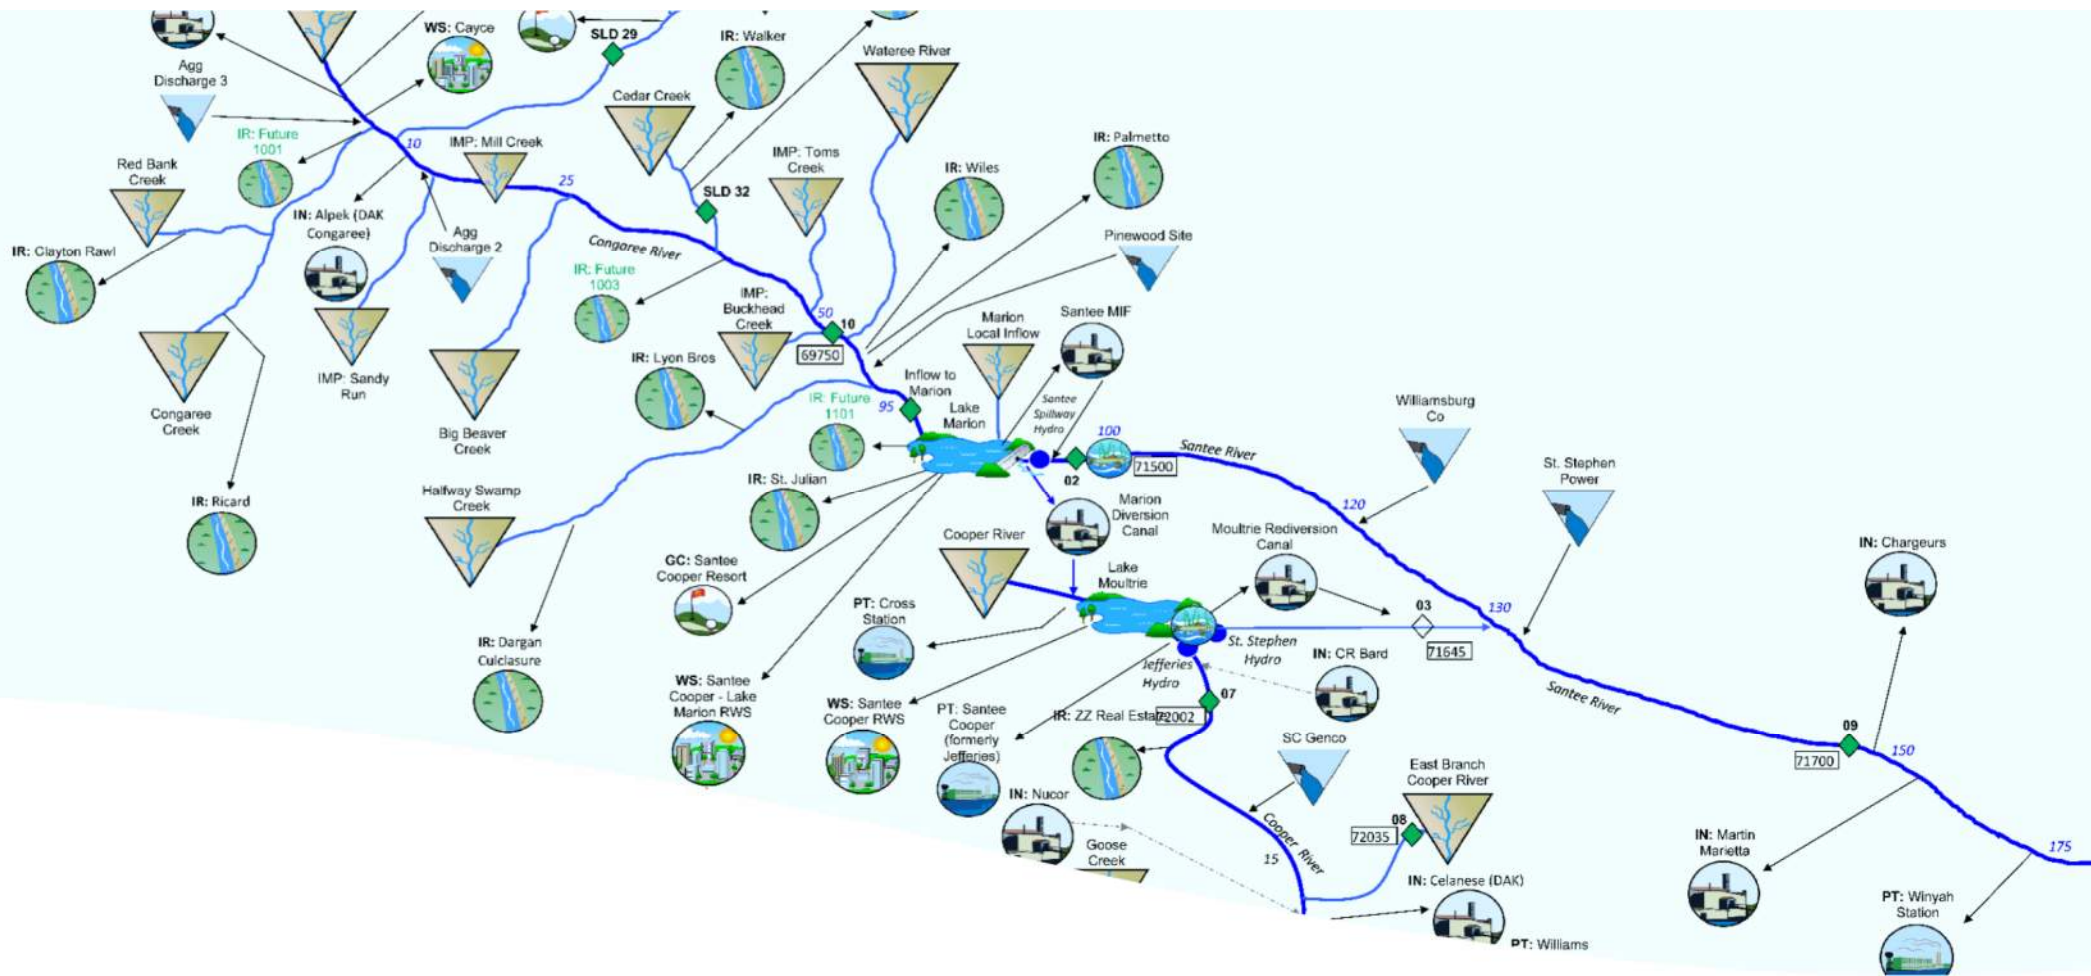 WS: Cayce
SLD 29
IR: Walker
Wateree River
Agg
Discharge 3
Cedar Creek
IR: Future
1001
10
IMP: Mill Creek
IMP: Toms
Creek
IR: Palmetto
Red Bank
Creek
25
SLD 32
IR: Wiles
IN: Alpek (DAK
Congaree)
Agg
Discharge 2
Congaree River
Pinewood Site
IR: Clayton Rawl
IR: Future
1003
IMP:
Buckhead
Creek
50
10
69750
Marion
Local Inflow
Santee MIF
IR: Lyon Bros
IMP: Sandy
Run
Inflow to
Marion
95
Lake
Marion
IR: Future
1101
Santee
Spillway
Hydro
Williamsburg
Co
Congaree
Creek
Big Beaver
Creek
100
Santee River
71500
02
St. Stephen
Power
IR: Ricard
Halfway Swamp
Creek
IR: St. Julian
Marion
Diversion
Canal
120
Cooper River
Moultrie Rediversion
Canal
IN: Chargeurs
GC: Santee
Cooper Resort
Lake
Moultrie
PT: Cross
Station
03
130
71645
St. Stephen
Hydro
IR: Dargan
Culclasure
Jefferies
Hydro
IN: CR Bard
WS: Santee
Cooper - Lake
Marion RWS
WS: Santee
Cooper RWS
PT: Santee
Cooper
(formerly
Jefferies)
07
IR: ZZ Real Estate
72002
Santee River
SC Genco
09
71700
150
East Branch
Cooper River
IN: Nucor
08
72035
Goose
Creek
Cooper River
15
IN: Martin
Marietta
175
IN: Celanese (DAK)
PT: Winyah
Station
PT: Williams